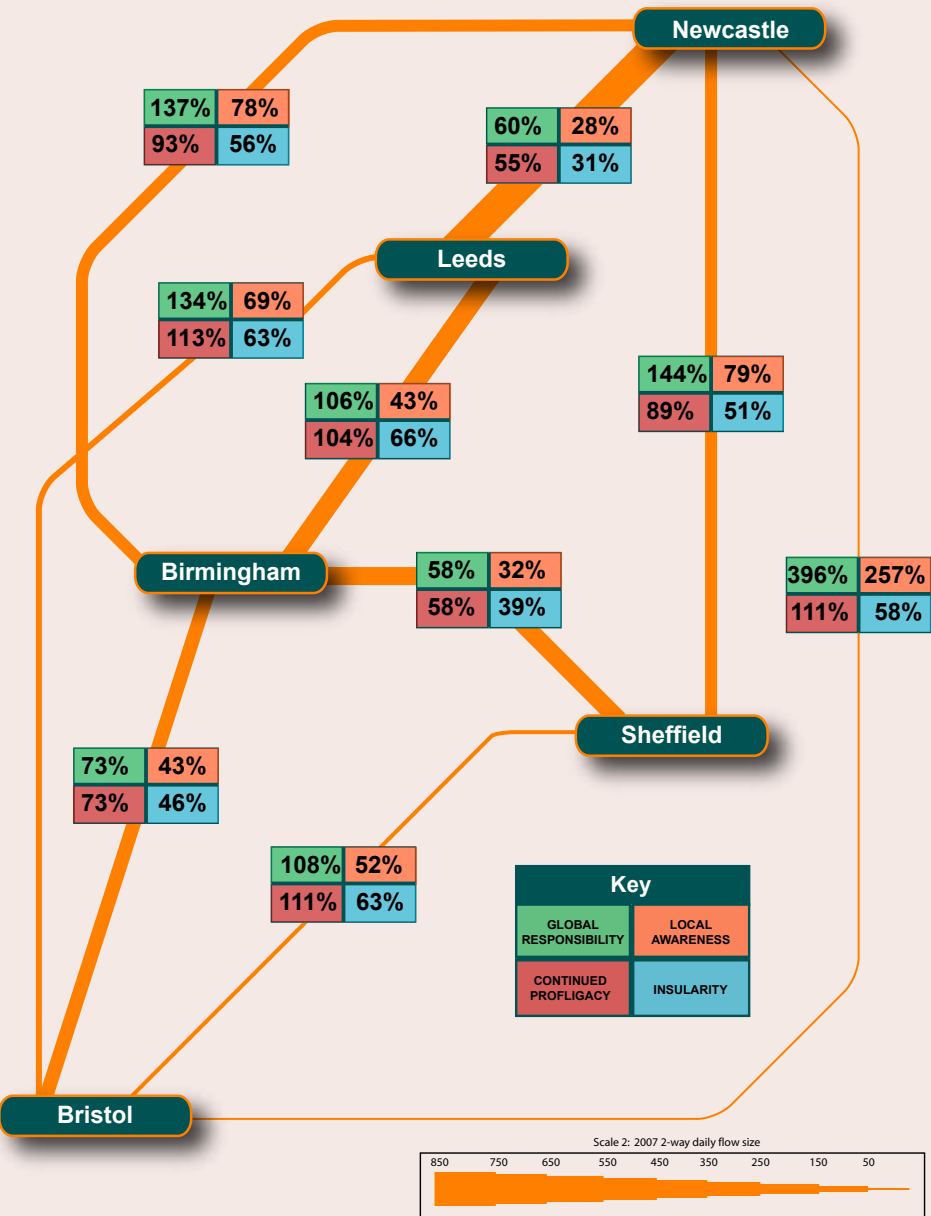 Newcastle
137% 78%
93% 56%
60% 28%
55% 31%
Leeds
134% 69%
113% 63%
106% 43%
104% 66%
144% 79%
89% 51%
Birmingham
58% 32%
58% 39%
396% 257%
111% 58%
Sheffield
73% 43%
73% 46%
108% 52%
111% 63%
Key
GLOBAL
RESPONSIBILITY
LOCAL
AWARENESS
CONTINUED
PROFLIGACY
INSULARITY
Bristol
Scale 2: 2007 2-way daily flow size
850 750 650 550 450 350 250 150 50